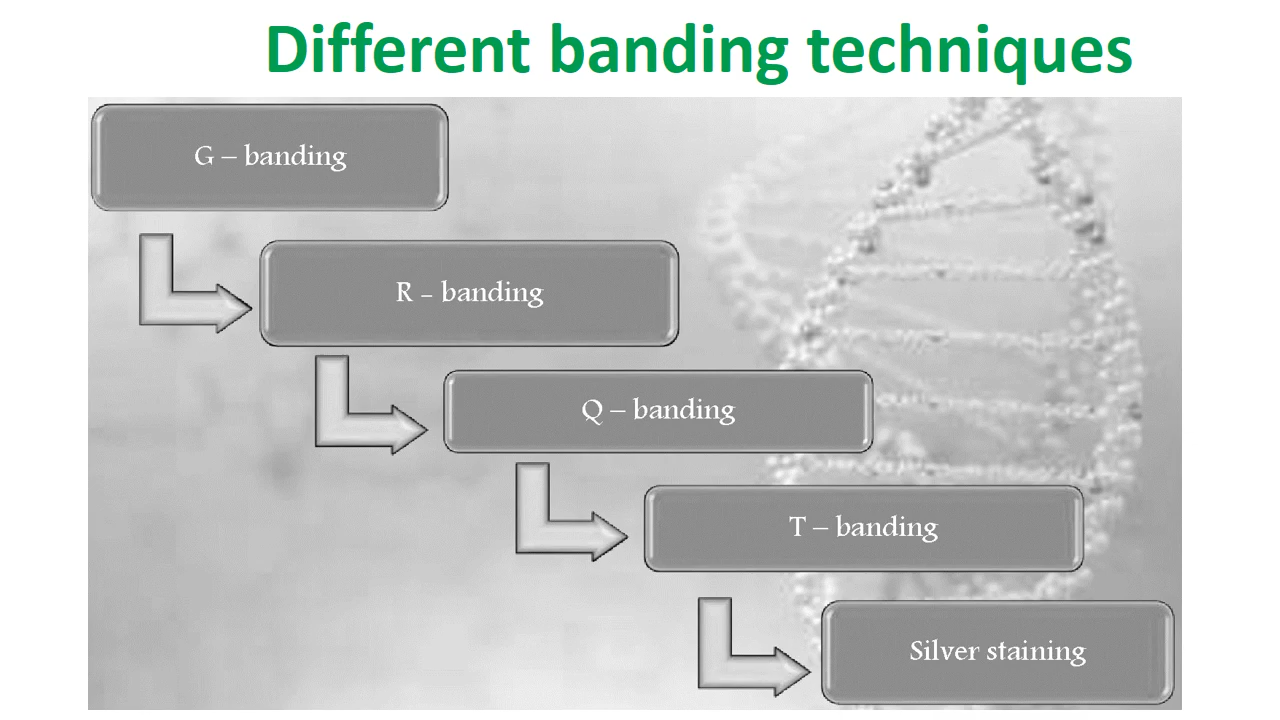 Different banding techniques
G – banding
R - banding
Q – banding
T – banding
Silver staining